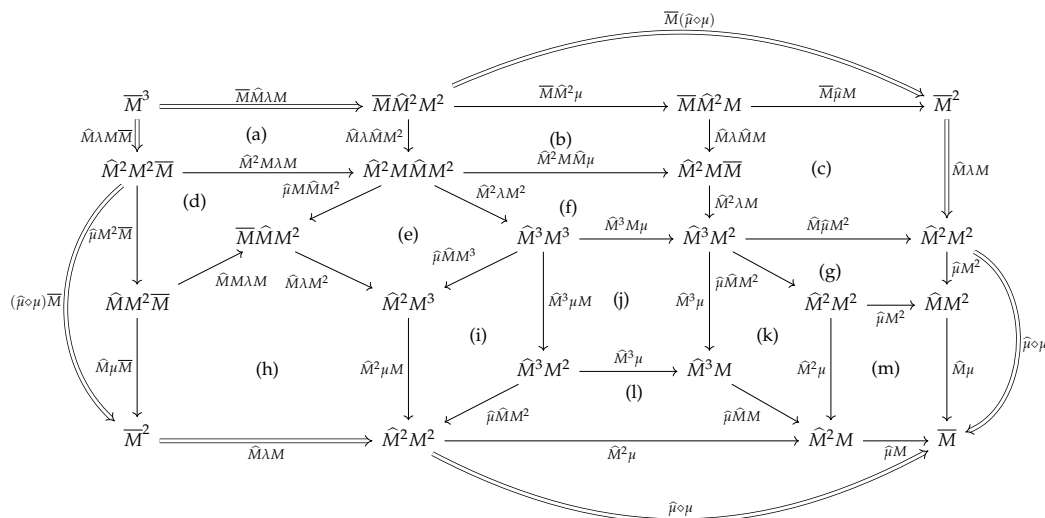 M̅(μ̂⋄μ)
M̅³ M̅M̂λM M̅M̂²M² M̅M̂²μ M̅M̂²M M̅μ̂M M̅²
M̂λMM̅ (a) M̂λM̂M² (b) M̂λM̂M
M̂²M²M̅ M̂²MλM M̂²MM̂M² M̂²MM̂μ M̂²MM̅ (c) M̂λM
(d) μ̂MM̂M² M̂²λM² (f) M̂²λM
μ̂M²M̅ M̅M̂M² (e) M̂³M³ M̂³Mμ M̂³M² M̂μ̂M² M̂²M²
M̂MλM M̂λM² μ̂M̂M³ μ̂M̂M² (g) μ̂M²
(μ̂⋄μ)M̅ M̂M²M̅ M̂²M³ M̂³μM (j) M̂³μ M̂²M² μ̂M² M̂M²
M̂μM̅ (h) M̂²μM (i) (k) μ̂⋄μ
M̂³M² M̂³μ M̂³M M̂²μ (m) M̂μ
μ̂M̂M² (l) μ̂M̂M
M̅² M̂λM M̂²M² M̂²μ M̂²M μ̂M M̅
μ̂⋄μ